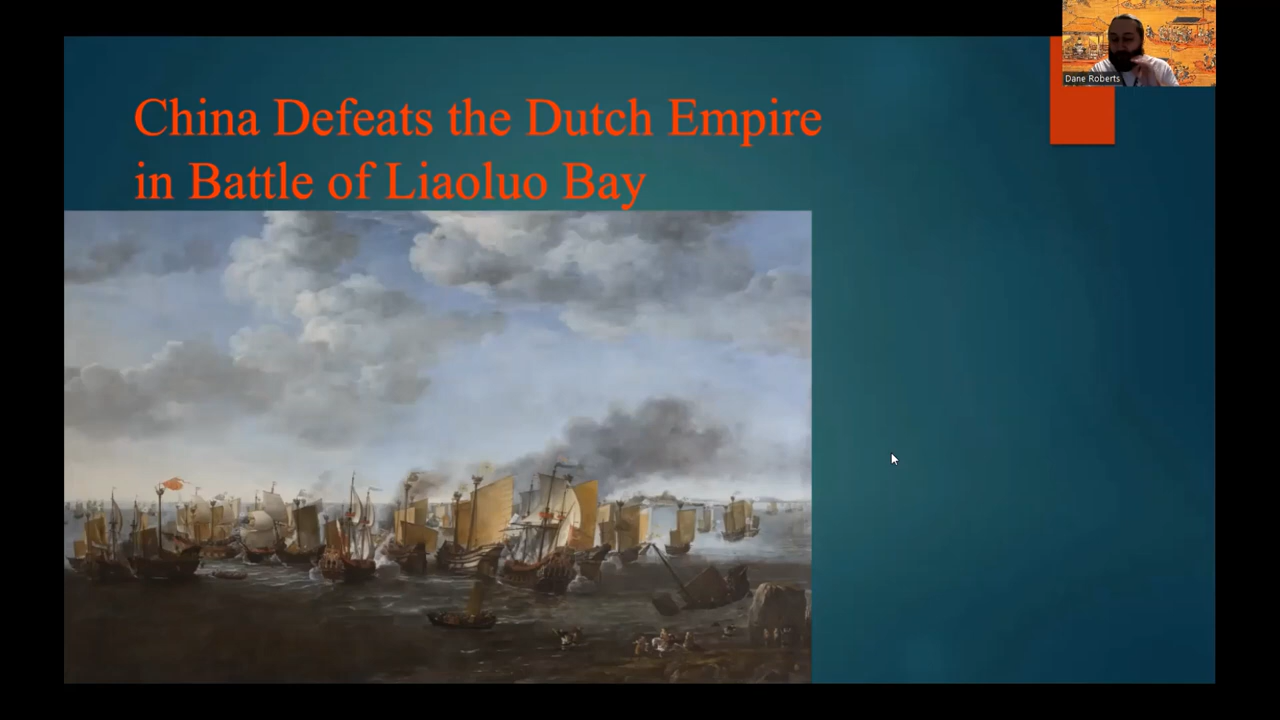 China Defeats the Dutch Empire
in Battle of Liaoluo Bay
Dane Roberts